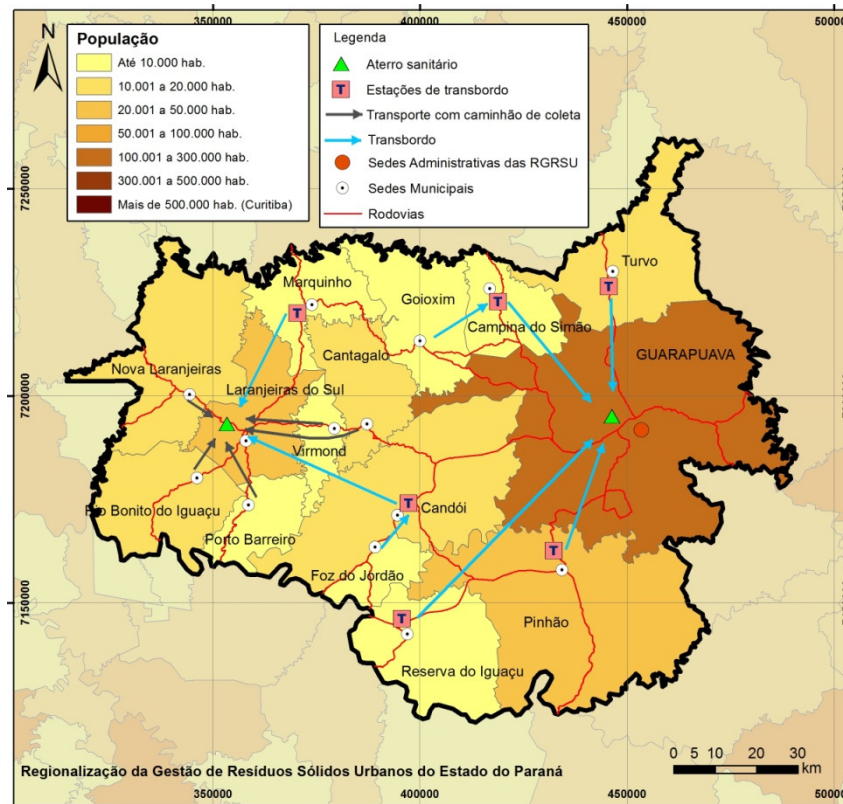 350000
400000
450000
500000
7250000
7200000
7150000
N
População
Até 10.000 hab.
10.001 a 20.000 hab.
20.001 a 50.000 hab.
50.001 a 100.000 hab.
100.001 a 300.000 hab.
300.001 a 500.000 hab.
Mais de 500.000 hab. (Curitiba)
Legenda
Aterro sanitário
T Estações de transbordo
Transporte com caminhão de coleta
Transbordo
Sedes Administrativas das RGRSU
Sedes Municipais
Rodovias
7250000
7200000
7150000
Turvo
T
Marquinho
T
Goioxim
T
Campina do Simão
Cantagalo
GUARAPUAVA
Nova Laranjeiras
Laranjeiras do Sul
Virmond
T
Candói
Rio Bonito do Iguaçu
Porto Barreiro
T
Foz do Jordão
T
Pinhão
Reserva do Iguaçu
0 5 10 20 30
km
Regionalização da Gestão de Resíduos Sólidos Urbanos do Estado do Paraná
350000
400000
450000
500000